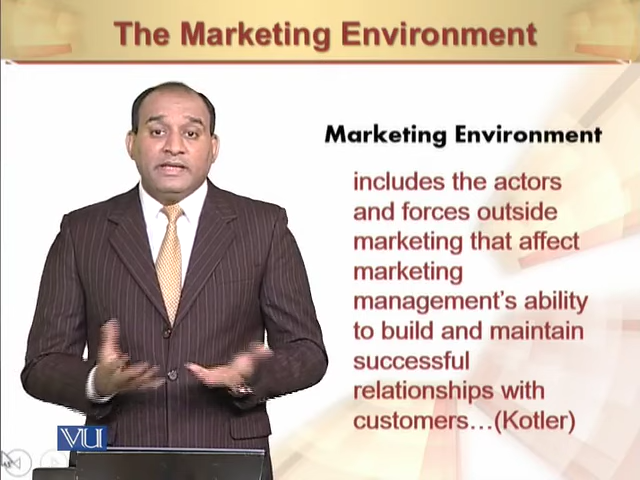 The Marketing Environment
Marketing Environment
includes the actors
and forces outside
marketing that affect
marketing
management's ability
to build and maintain
successful
relationships with
customers…(Kotler)
VU